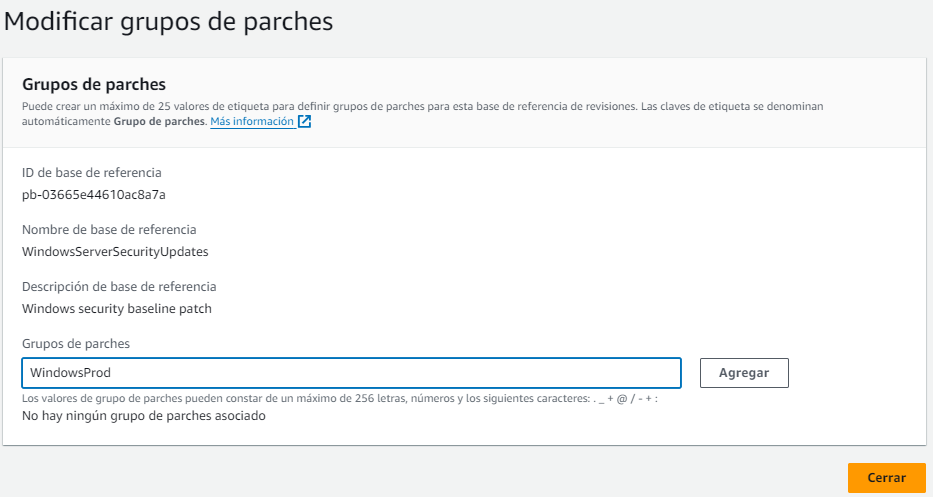 Modificar grupos de parches
Grupos de parches
Puede crear un máximo de 25 valores de etiqueta para definir grupos de parches para esta base de referencia de revisiones. Las claves de etiqueta se denominan
automáticamente Grupo de parches. Más información
ID de base de referencia
pb-03665e44610ac8a7a
Nombre de base de referencia
WindowsServerSecurityUpdates
Descripción de base de referencia
Windows security baseline patch
Grupos de parches
WindowsProd
Agregar
Los valores de grupo de parches pueden constar de un máximo de 256 letras, números y los siguientes caracteres: . _ + @ / - + :
No hay ningún grupo de parches asociado
Cerrar